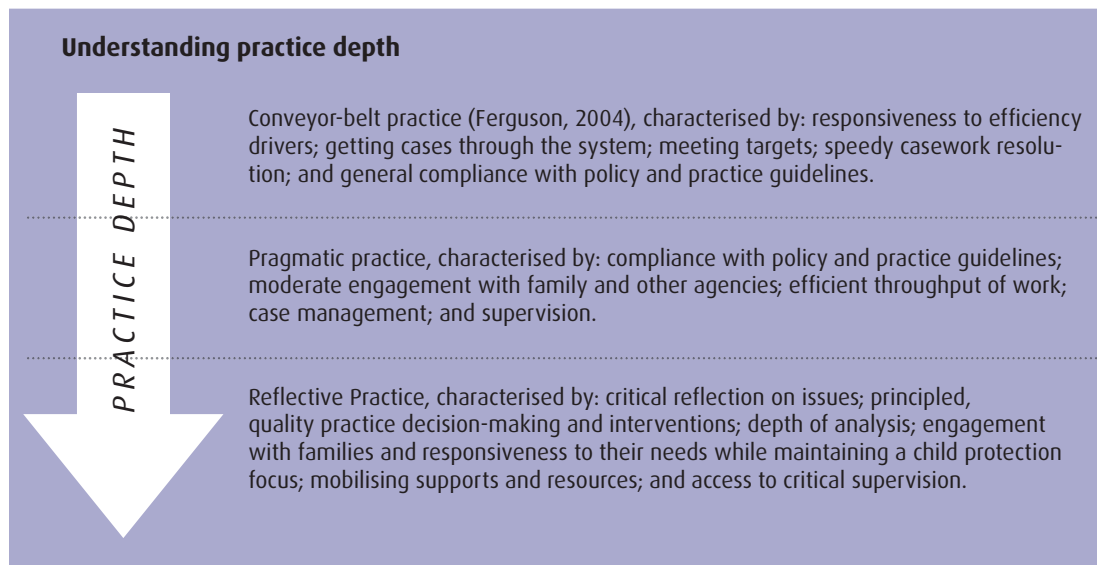 Understanding practice depth
PRACTICE DEPTH
Conveyor-belt practice (Ferguson, 2004), characterised by: responsiveness to efficiency
drivers; getting cases through the system; meeting targets; speedy casework resolu-
tion; and general compliance with policy and practice guidelines.
Pragmatic practice, characterised by: compliance with policy and practice guidelines;
moderate engagement with family and other agencies; efficient throughput of work;
case management; and supervision.
Reflective Practice, characterised by: critical reflection on issues; principled,
quality practice decision-making and interventions; depth of analysis; engagement
with families and responsiveness to their needs while maintaining a child protection
focus; mobilising supports and resources; and access to critical supervision.